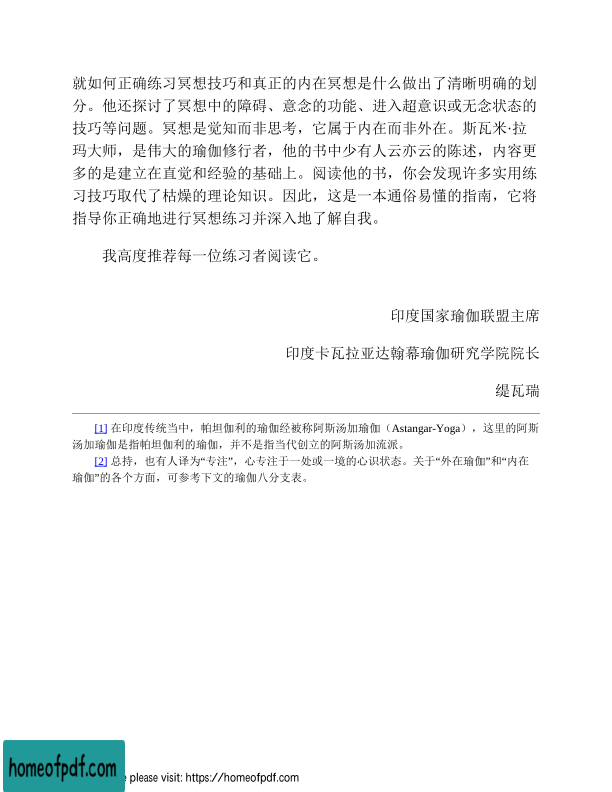 就如何正确练习冥想技巧和真正的内在冥想是什么做出了清晰明确的划
分。他还探讨了冥想中的障碍、意念的功能、进入超意识或无念状态的
技巧等问题。冥想是觉知而非思考，它属于内在而非外在。斯瓦米·拉
玛大师，是伟大的瑜伽修行者，他的书中少有人云亦云的陈述，内容更
多的是建立在直觉和经验的基础上。阅读他的书，你会发现许多实用练
习技巧取代了枯燥的理论知识。因此，这是一本通俗易懂的指南，它将
指导你正确地进行冥想练习并深入地了解自我。
我高度推荐每一位练习者阅读它。
印度国家瑜伽联盟主席
印度卡瓦拉亚达翰幕瑜伽研究学院院长
缇瓦瑞
[1] 在印度传统当中，帕坦伽利的瑜伽经被称阿斯汤加瑜伽（Astangar-Yoga），这里的阿斯
汤加瑜伽是指帕坦伽利的瑜伽，并不是指当代创立的阿斯汤加流派。
[2] 总持，也有人译为“专注”，心专注于一处或一境的心识状态。关于“外在瑜伽”和“内在
瑜伽”的各个方面，可参考下文的瑜伽八分支表。
homeofpdf.com
e please visit: https://homeofpdf.com